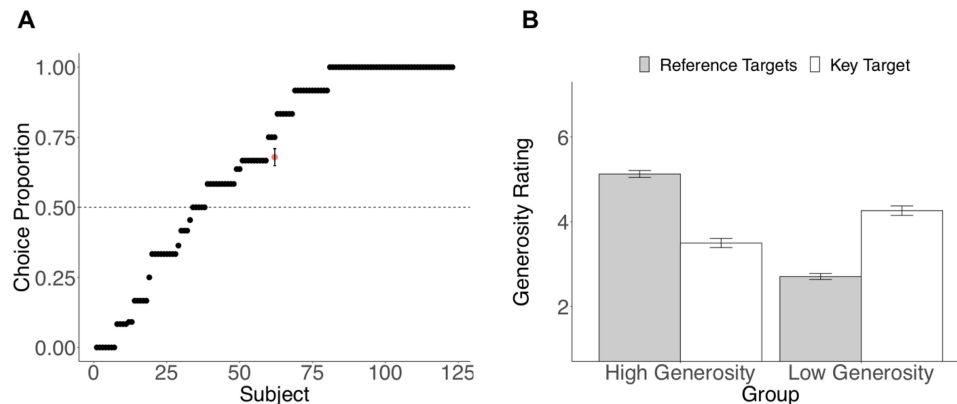 A
Choice Proportion
1.00
0.75
0.50
0.25
0.00
0
25
50
75
100
125
Subject
B
Reference Targets
Key Target
Generosity Rating
6
4
2
High Generosity
Low Generosity
Group